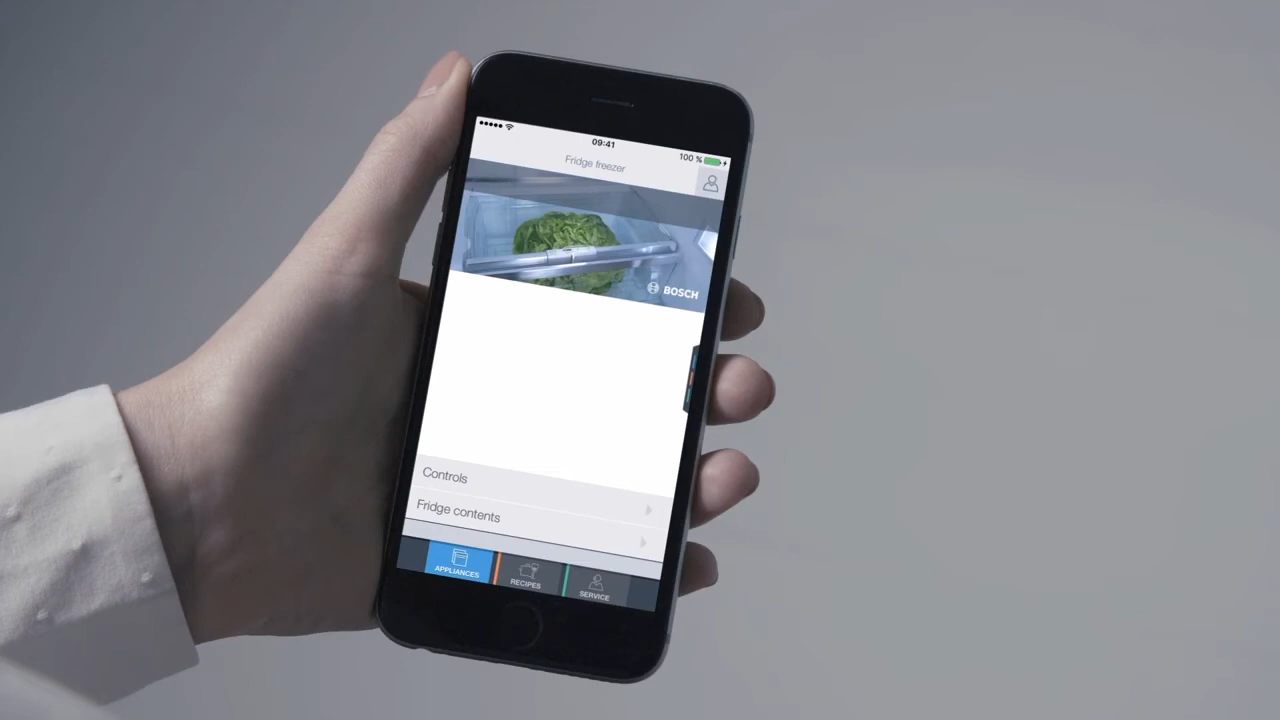 09:41
100 %
Fridge freezer
BOSCH
Controls
Fridge contents
APPLIANCES
RECIPES
SERVICE